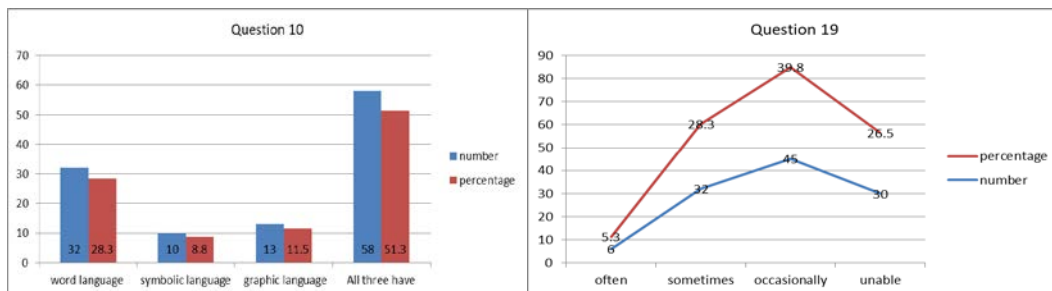 Question 10
70
60
50
40
30
20
10
0
32 28.3 10 8.8 13 11.5 58 51.3
word language symbolic language graphic language All three have
number
percentage
Question 19
90
80
70
60
50
40
30
20
10
0
5.3 28.3 39.8 26.5
6 32 45 30
often sometimes occasionally unable
percentage
number